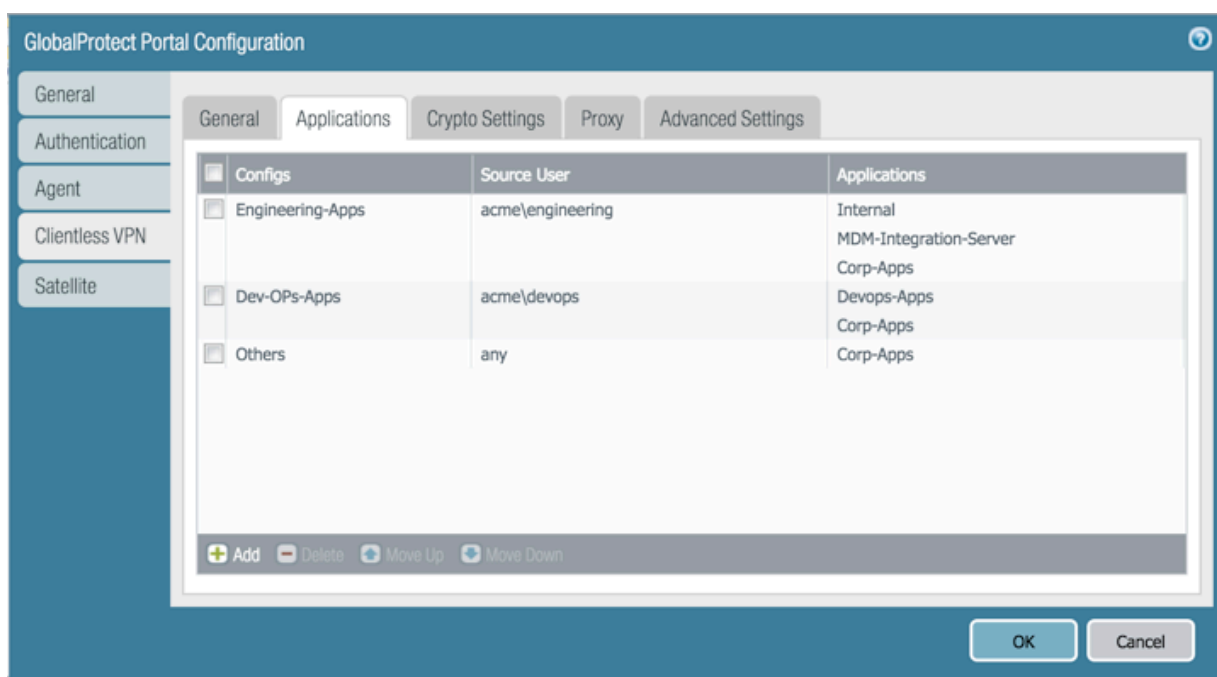 GlobalProtect Portal Configuration
General
Authentication
Agent
Clientless VPN
Satellite
General Applications Crypto Settings Proxy Advanced Settings
Configs Source User Applications
Engineering-Apps acme\engineering Internal
MDM-Integration-Server
Corp-Apps
Dev-OPs-Apps acme\devops Devops-Apps
Corp-Apps
Others any Corp-Apps
Add Delete Move Up Move Down
OK Cancel